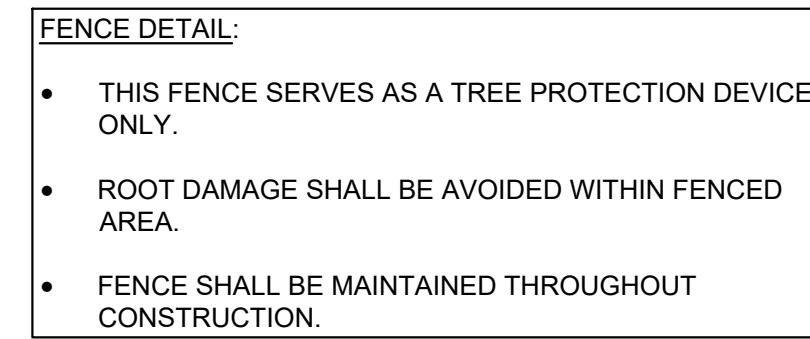 FENCE DETAIL:
• THIS FENCE SERVES AS A TREE PROTECTION DEVICE
ONLY.
• ROOT DAMAGE SHALL BE AVOIDED WITHIN FENCED
AREA.
• FENCE SHALL BE MAINTAINED THROUGHOUT
CONSTRUCTION.